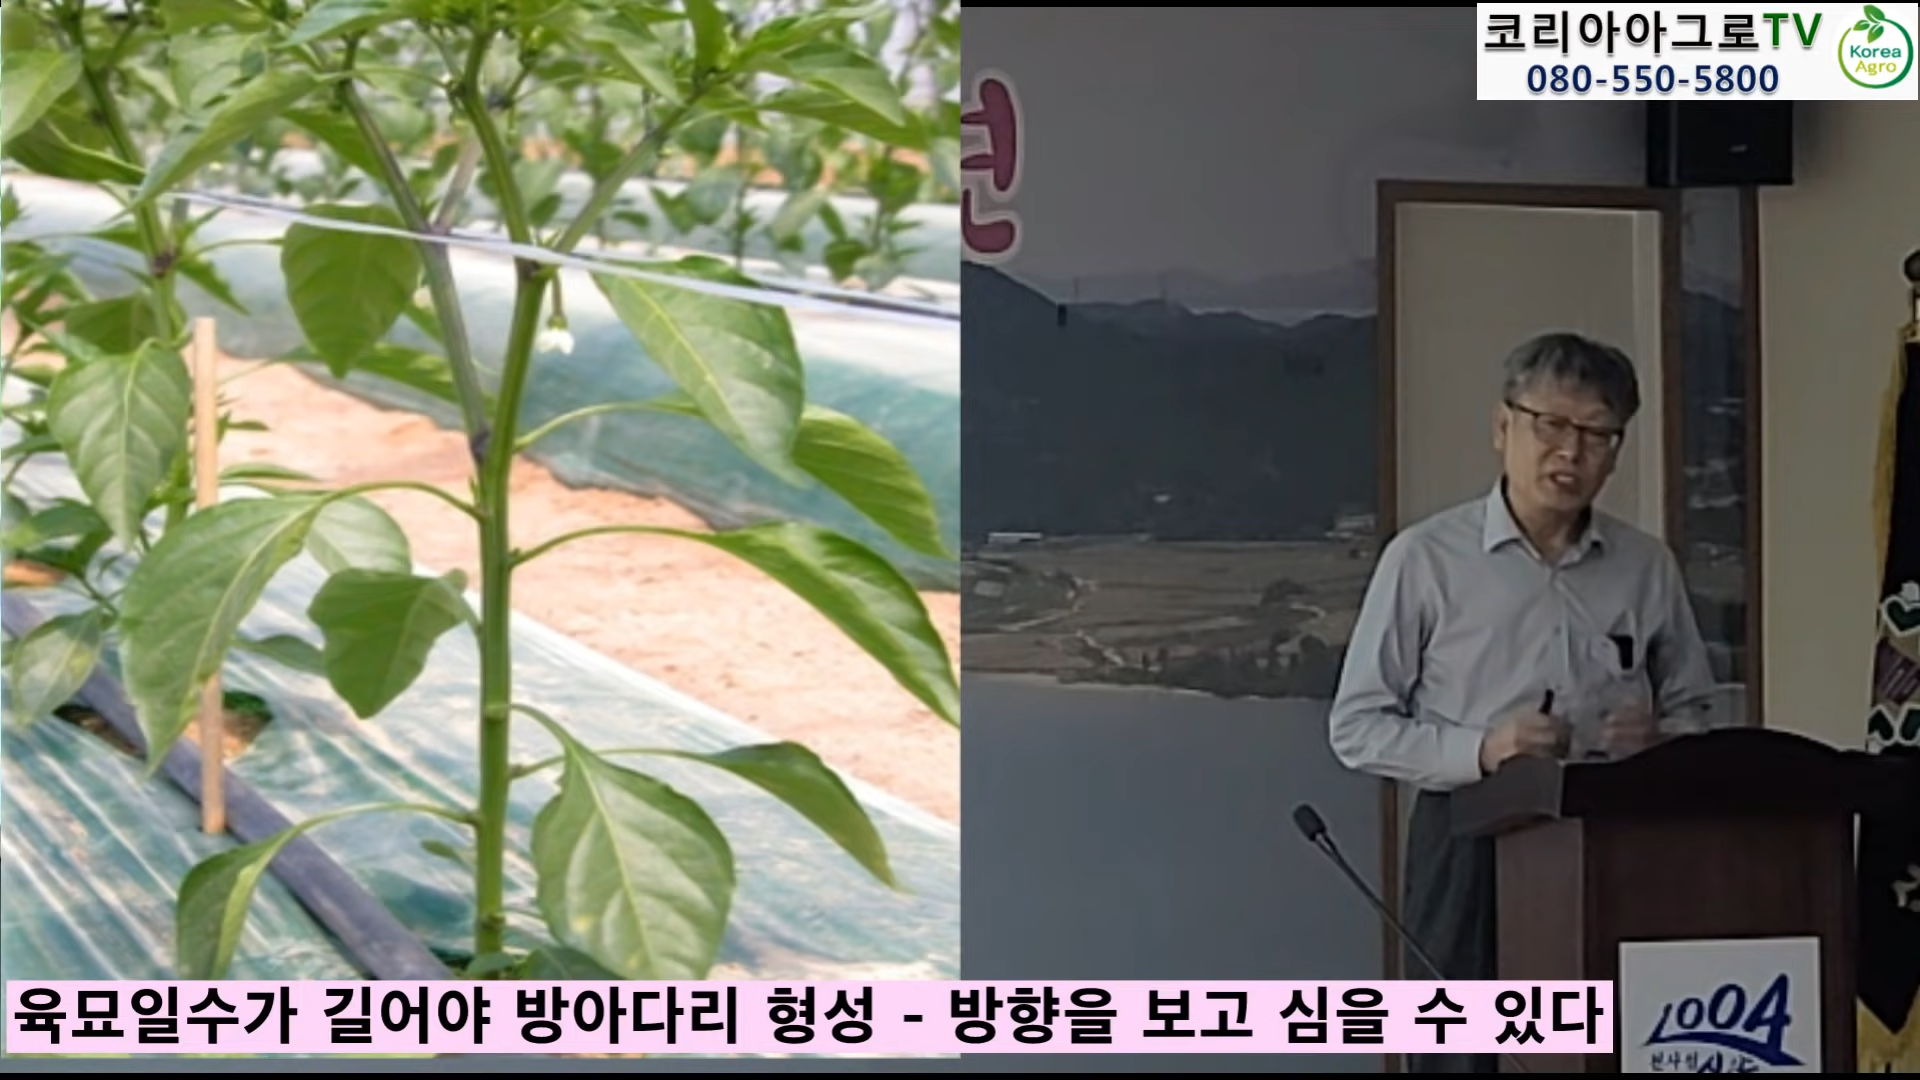 코리아아그로TV
080-550-5800
Korea
Agro
육묘일수가 길어야 방아다리 형성 - 방향을 보고 심을 수 있다
1004